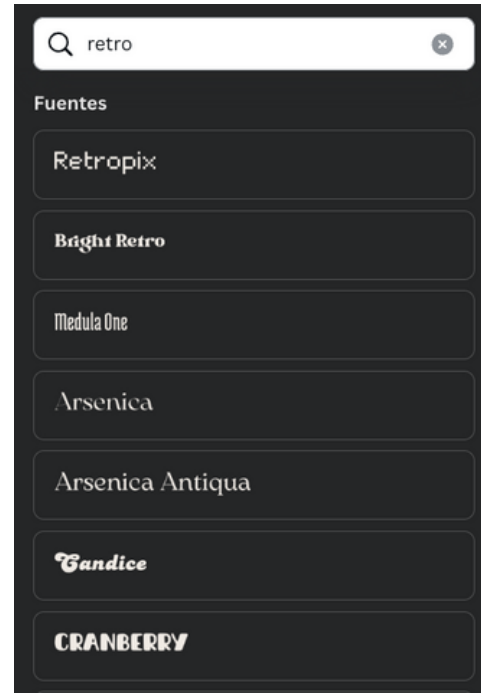 retro
Fuentes
Retropix
Bright Retro
Medula One
Arsenica
Arsenica Antiqua
Candice
CRANBERRY